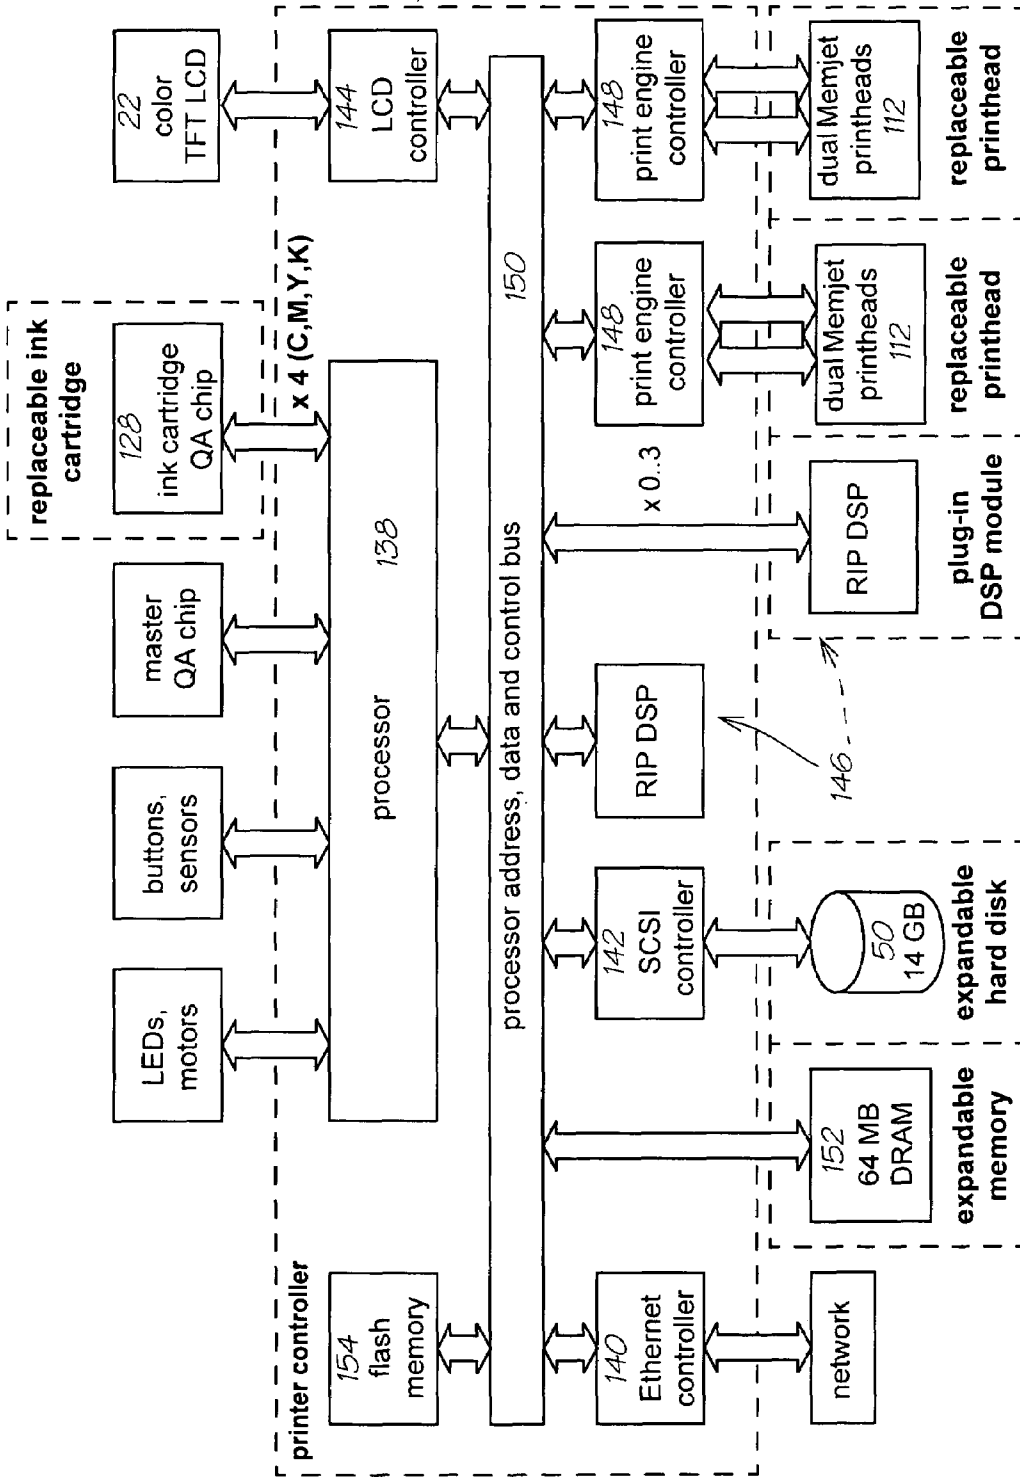 printer controller
154
flash
memory
LEDs,
motors
buttons,
sensors
master
QA chip
replaceable ink
cartridge
128
ink cartridge
QA chip
x 4 (C,M,Y,K)
22
color
TFT LCD
144
LCD
controller
processor
138
processor address, data and control bus
150
140
Ethernet
controller
142
SCSI
controller
RIP DSP
148
print engine
controller
148
print engine
controller
x 0..3
146
network
152
64 MB
DRAM
expandable
memory
50
14 GB
expandable
hard disk
RIP DSP
plug-in
DSP module
dual Memjet
printheads
112
replaceable
printhead
dual Memjet
printheads
112
replaceable
printhead